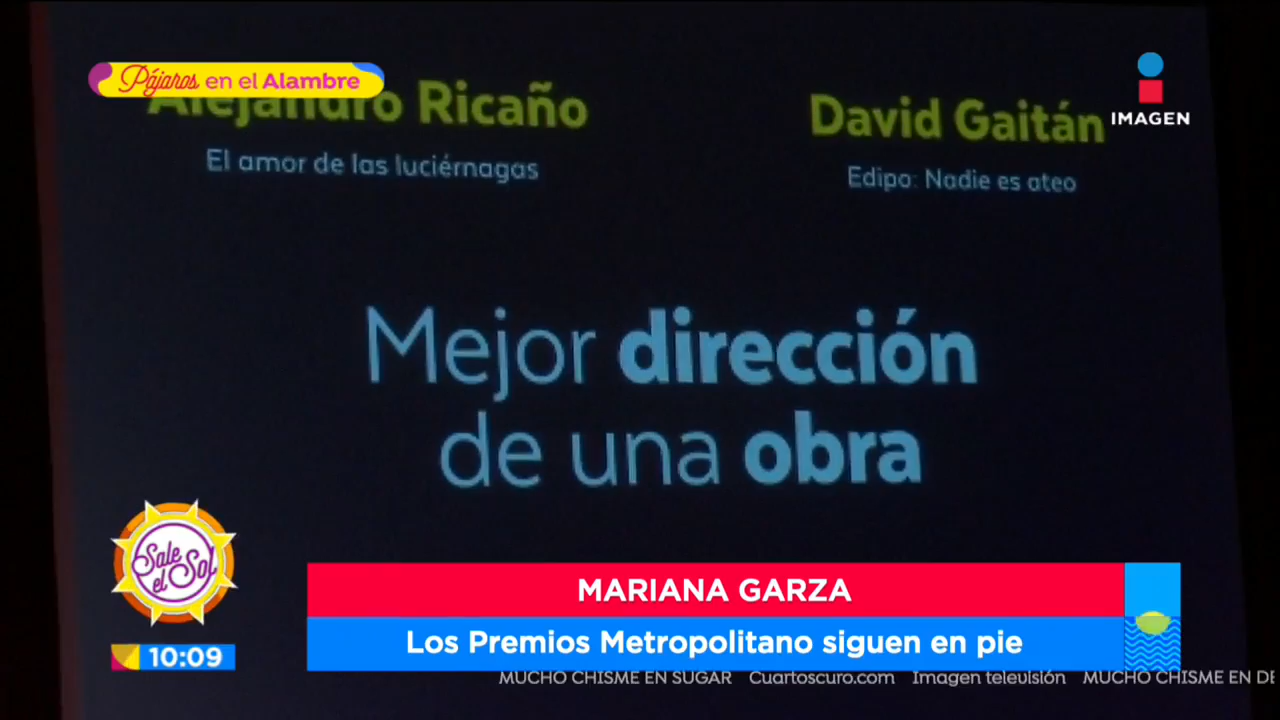 Pájaros en el Alambre
Alejandro Ricaño
El amor de las luciérnagas
David Gaitán
Edipo: Nadie es ateo
IMAGEN
Mejor dirección
de una obra
Sale
el Sol
10:09
MARIANA GARZA
Los Premios Metropolitano siguen en pie
MUCHO CHISME EN SUGAR Cuartoscuro.com Imagen televisión MUCHO CHISME EN DE